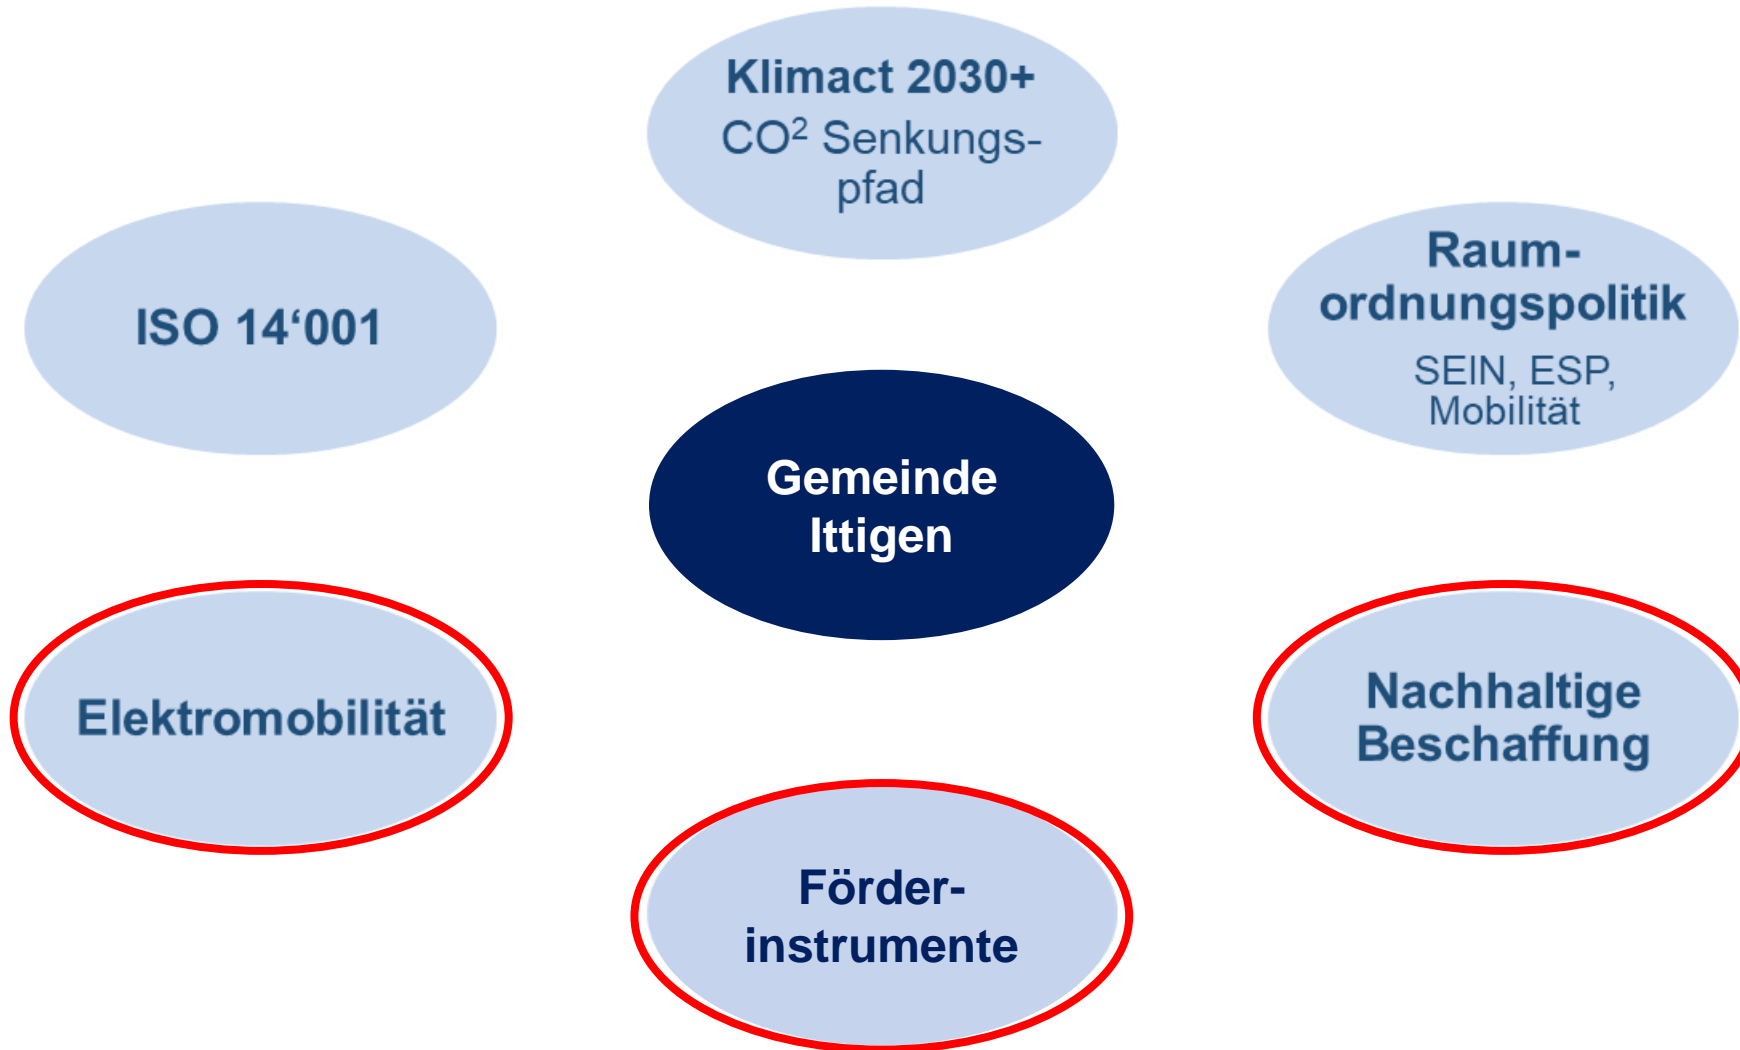 Klimact 2030+
CO² Senkungs-
pfad
ISO 14‘001
Raum-
ordnungspolitik
SEIN, ESP,
Mobilität
Gemeinde
Ittigen
Elektromobilität
Nachhaltige
Beschaffung
Förder-
instrumente